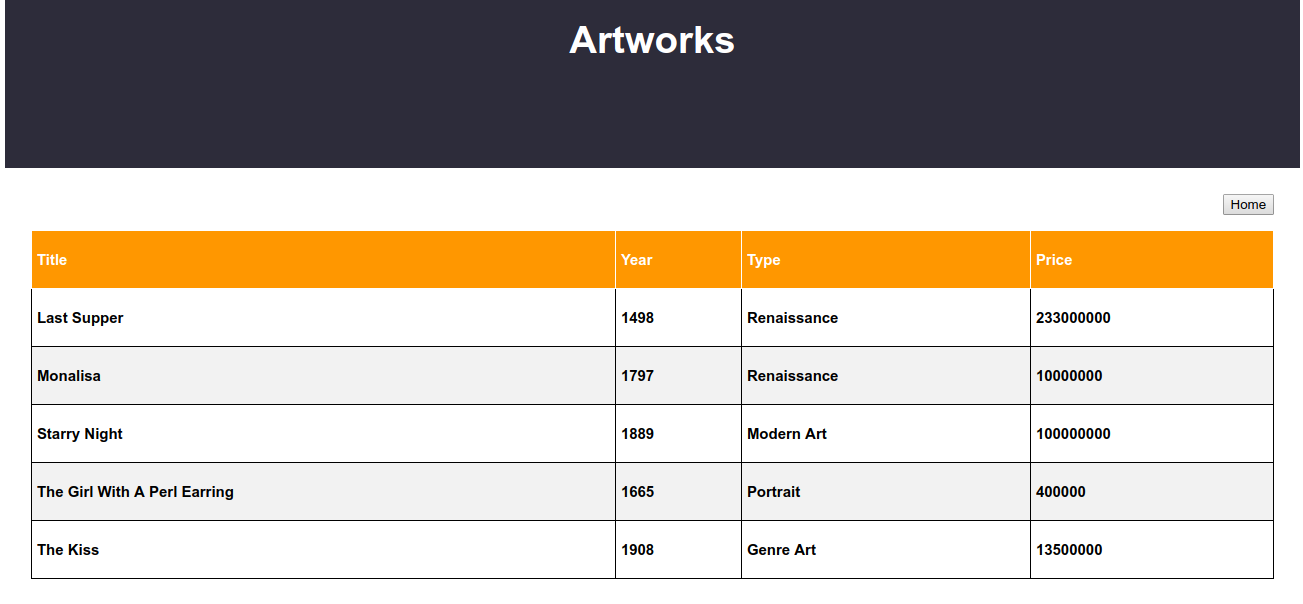 Artworks
Home
Title Year Type Price
Last Supper 1498 Renaissance 233000000
Monalisa 1797 Renaissance 10000000
Starry Night 1889 Modern Art 100000000
The Girl With A Perl Earring 1665 Portrait 400000
The Kiss 1908 Genre Art 13500000